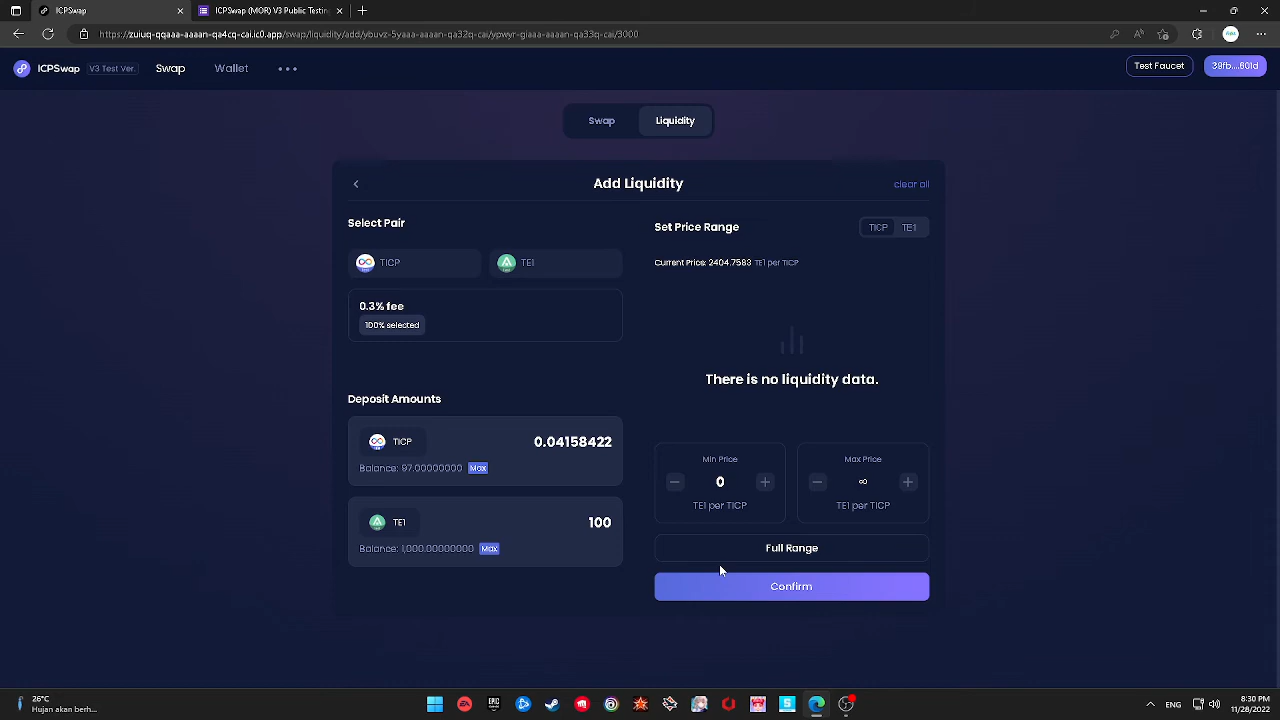 ICPSwap
ICPSwap (MOR) V3 Public Testin
https://zuiuq-qqaaa-aaaan-qa4cq-cai.ic0.app/swap/liquidity/add/ybuvz-5yaaa-aaaan-qa32q-cai/ypwyr-giaaa-aaaan-qa33q-cai/3000
ICPSwap V3 Test Ver. Swap Wallet
Test Faucet 39fb....601d
Swap Liquidity
Add Liquidity clear all
Select Pair
TICP TE1
0.3% fee
100% selected
Deposit Amounts
TICP 0.04158422
Balance: 97.00000000 Max
TE1 100
Balance: 1,000.00000000 Max
Set Price Range TICP TE1
Current Price: 2404.7583 TE1 per TICP
There is no liquidity data.
Min Price Max Price
0 ∞
TE1 per TICP TE1 per TICP
Full Range
Confirm
26°C
Hujan akan berh...
ENG
8:30 PM
11/26/2022